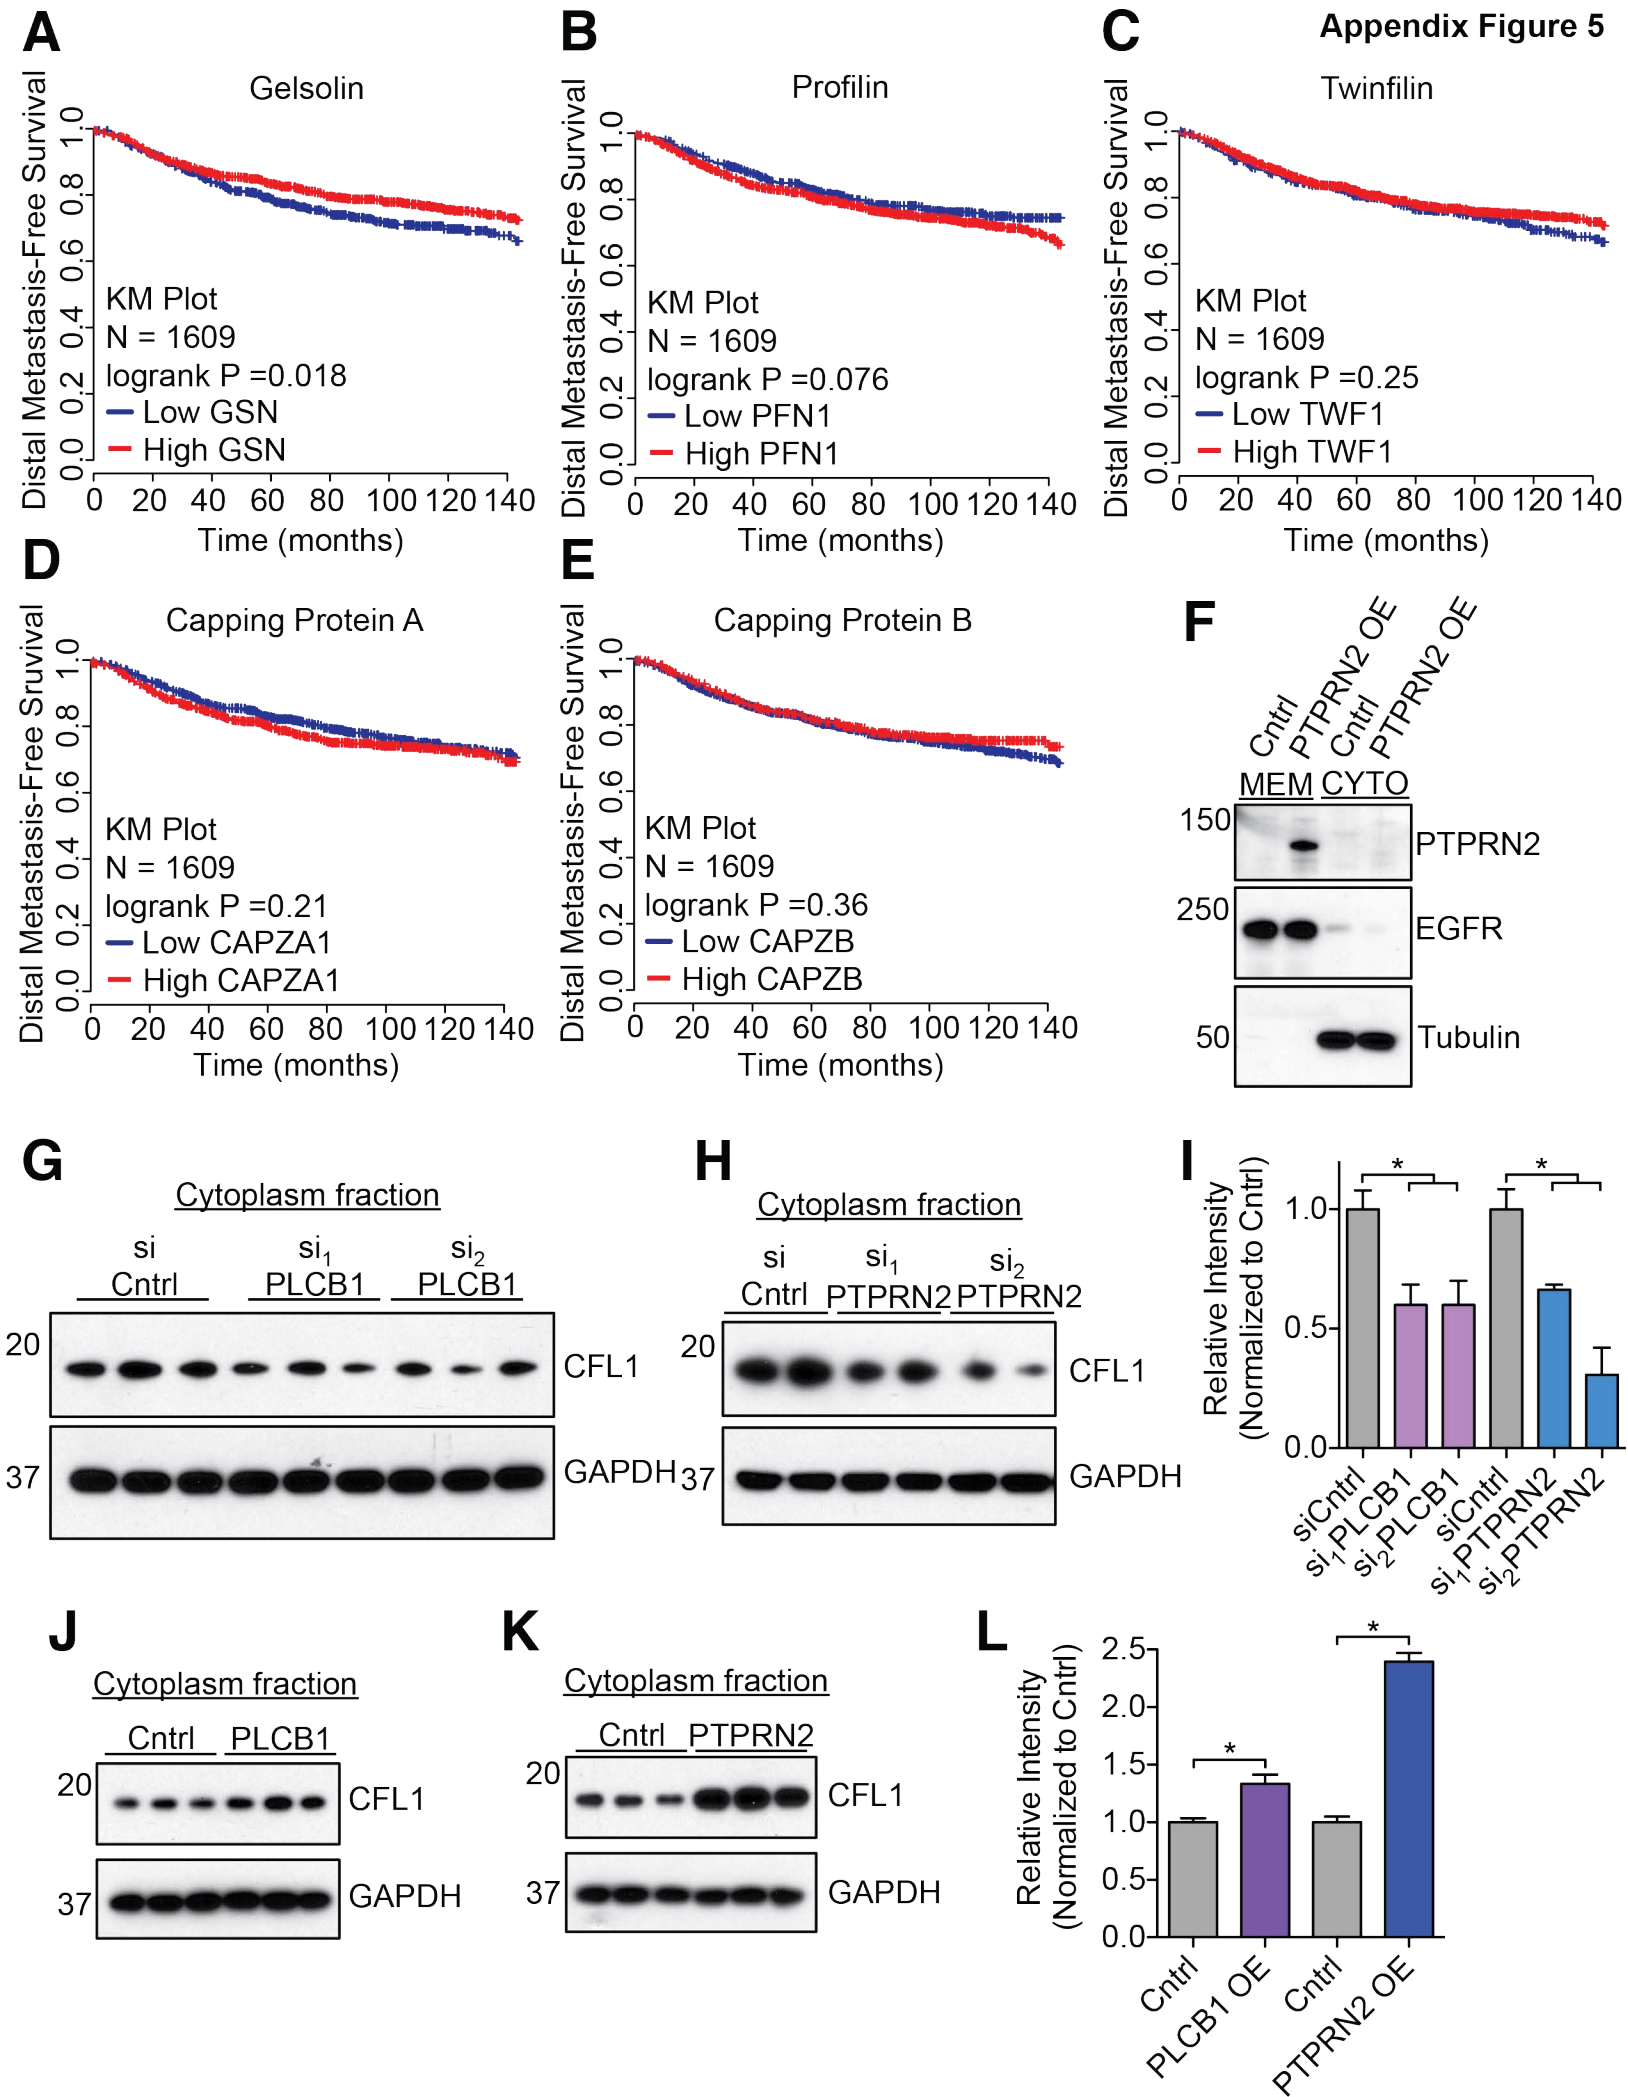 Appendix Figure 5
A
Gelsolin
Distal Metastasis-Free Survival
1.0
0.8
0.6
0.4
0.2
0.0
KM Plot
N = 1609
logrank P =0.018
Low GSN
High GSN
0 20 40 60 80 100 120 140
Time (months)
B
Profilin
Distal Metastasis-Free Survival
1.0
0.8
0.6
0.4
0.2
0.0
KM Plot
N = 1609
logrank P =0.076
Low PFN1
High PFN1
0 20 40 60 80 100 120 140
Time (months)
C
Twinfilin
Distal Metastasis-Free Survival
1.0
0.8
0.6
0.4
0.2
0.0
KM Plot
N = 1609
logrank P =0.25
Low TWF1
High TWF1
0 20 40 60 80 100 120 140
Time (months)
D
Capping Protein A
Distal Metastasis-Free Sruvival
1.0
0.8
0.6
0.4
0.2
0.0
KM Plot
N = 1609
logrank P =0.21
Low CAPZA1
High CAPZA1
0 20 40 60 80 100 120 140
Time (months)
E
Capping Protein B
Distal Metastasis-Free Survival
1.0
0.8
0.6
0.4
0.2
0.0
KM Plot
N = 1609
logrank P =0.36
Low CAPZB
High CAPZB
0 20 40 60 80 100 120 140
Time (months)
F
Cntrl
PTPRN2 OE
Cntrl
PTPRN2 OE
MEM CYTO
150 PTPRN2
250 EGFR
50 Tubulin
G
Cytoplasm fraction
si Cntrl
si1 PLCB1
si2 PLCB1
20 CFL1
37 GAPDH
H
Cytoplasm fraction
si Cntrl
si1 PTPRN2
si2 PTPRN2
20 CFL1
37 GAPDH
I
Relative Intensity
(Normalized to Cntrl)
1.0
0.5
0.0
* *
siCntrl
si1PLCB1
si2PLCB1
siCntrl
si1PTPRN2
si2PTPRN2
J
Cytoplasm fraction
Cntrl PLCB1
20 CFL1
37 GAPDH
K
Cytoplasm fraction
Cntrl PTPRN2
20 CFL1
37 GAPDH
L
Relative Intensity
(Normalized to Cntrl)
2.5
2.0
1.5
1.0
0.5
0.0
* *
Cntrl
PLCB1 OE
Cntrl
PTPRN2 OE